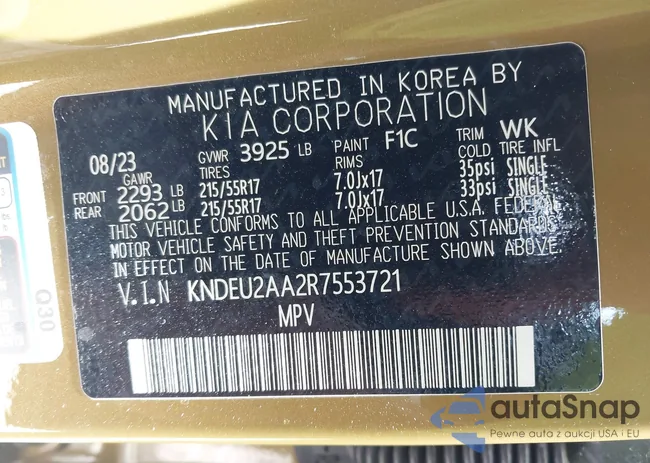 MANUFACTURED IN KOREA BY
KIA CORPORATION
08/23 GVWR 3925 LB PAINT F1C TRIM WK
GAWR TIRES RIMS COLD TIRE INFL
FRONT 2293 LB 215/55R17 7.0Jx17 35psi SINGLE
REAR 2062 LB 215/55R17 7.0Jx17 33psi SINGLE
THIS VEHICLE CONFORMS TO ALL APPLICABLE U.S.A. FEDERAL
MOTOR VEHICLE SAFETY AND THEFT PREVENTION STANDARDS
IN EFFECT ON THE DATE OF MANUFACTURE SHOWN ABOVE.
V.I.N KNDEU2AA2R7553721
MPV
030
autaSnap
Pewne auta z aukcji USA i EU